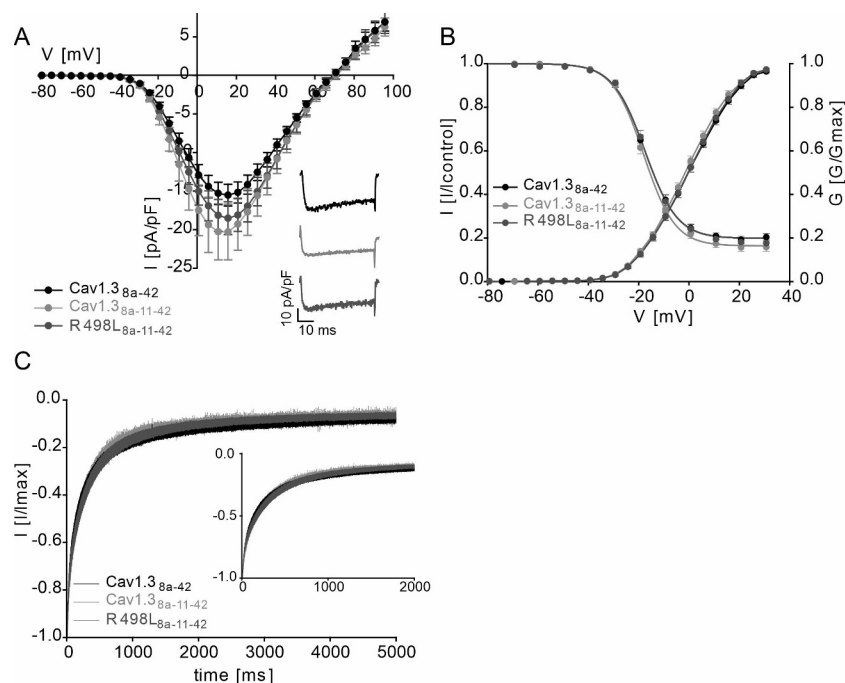 A
V [mV]
5
0
-5
-10
-15
-20
-25
-80 -60 -40 -20 0 20 40 60 80 100
I [pA/pF]
Cav1.3 8a-42
Cav1.3 8a-11-42
R498L 8a-11-42
10 pA/pF
10 ms
B
1.0
0.8
0.6
0.4
0.2
0.0
I [I/Icontrol]
1.0
0.8
0.6
0.4
0.2
0.0
G [G/Gmax]
Cav1.3 8a-42
Cav1.3 8a-11-42
R498L 8a-11-42
-80 -60 -40 -20 0 20 40
V [mV]
C
0.0
-0.2
-0.4
-0.6
-0.8
-1.0
I [I/Imax]
0.0
-0.5
-1.0
0 1000 2000
Cav1.3 8a-42
Cav1.3 8a-11-42
R498L 8a-11-42
0 1000 2000 3000 4000 5000
time [ms]